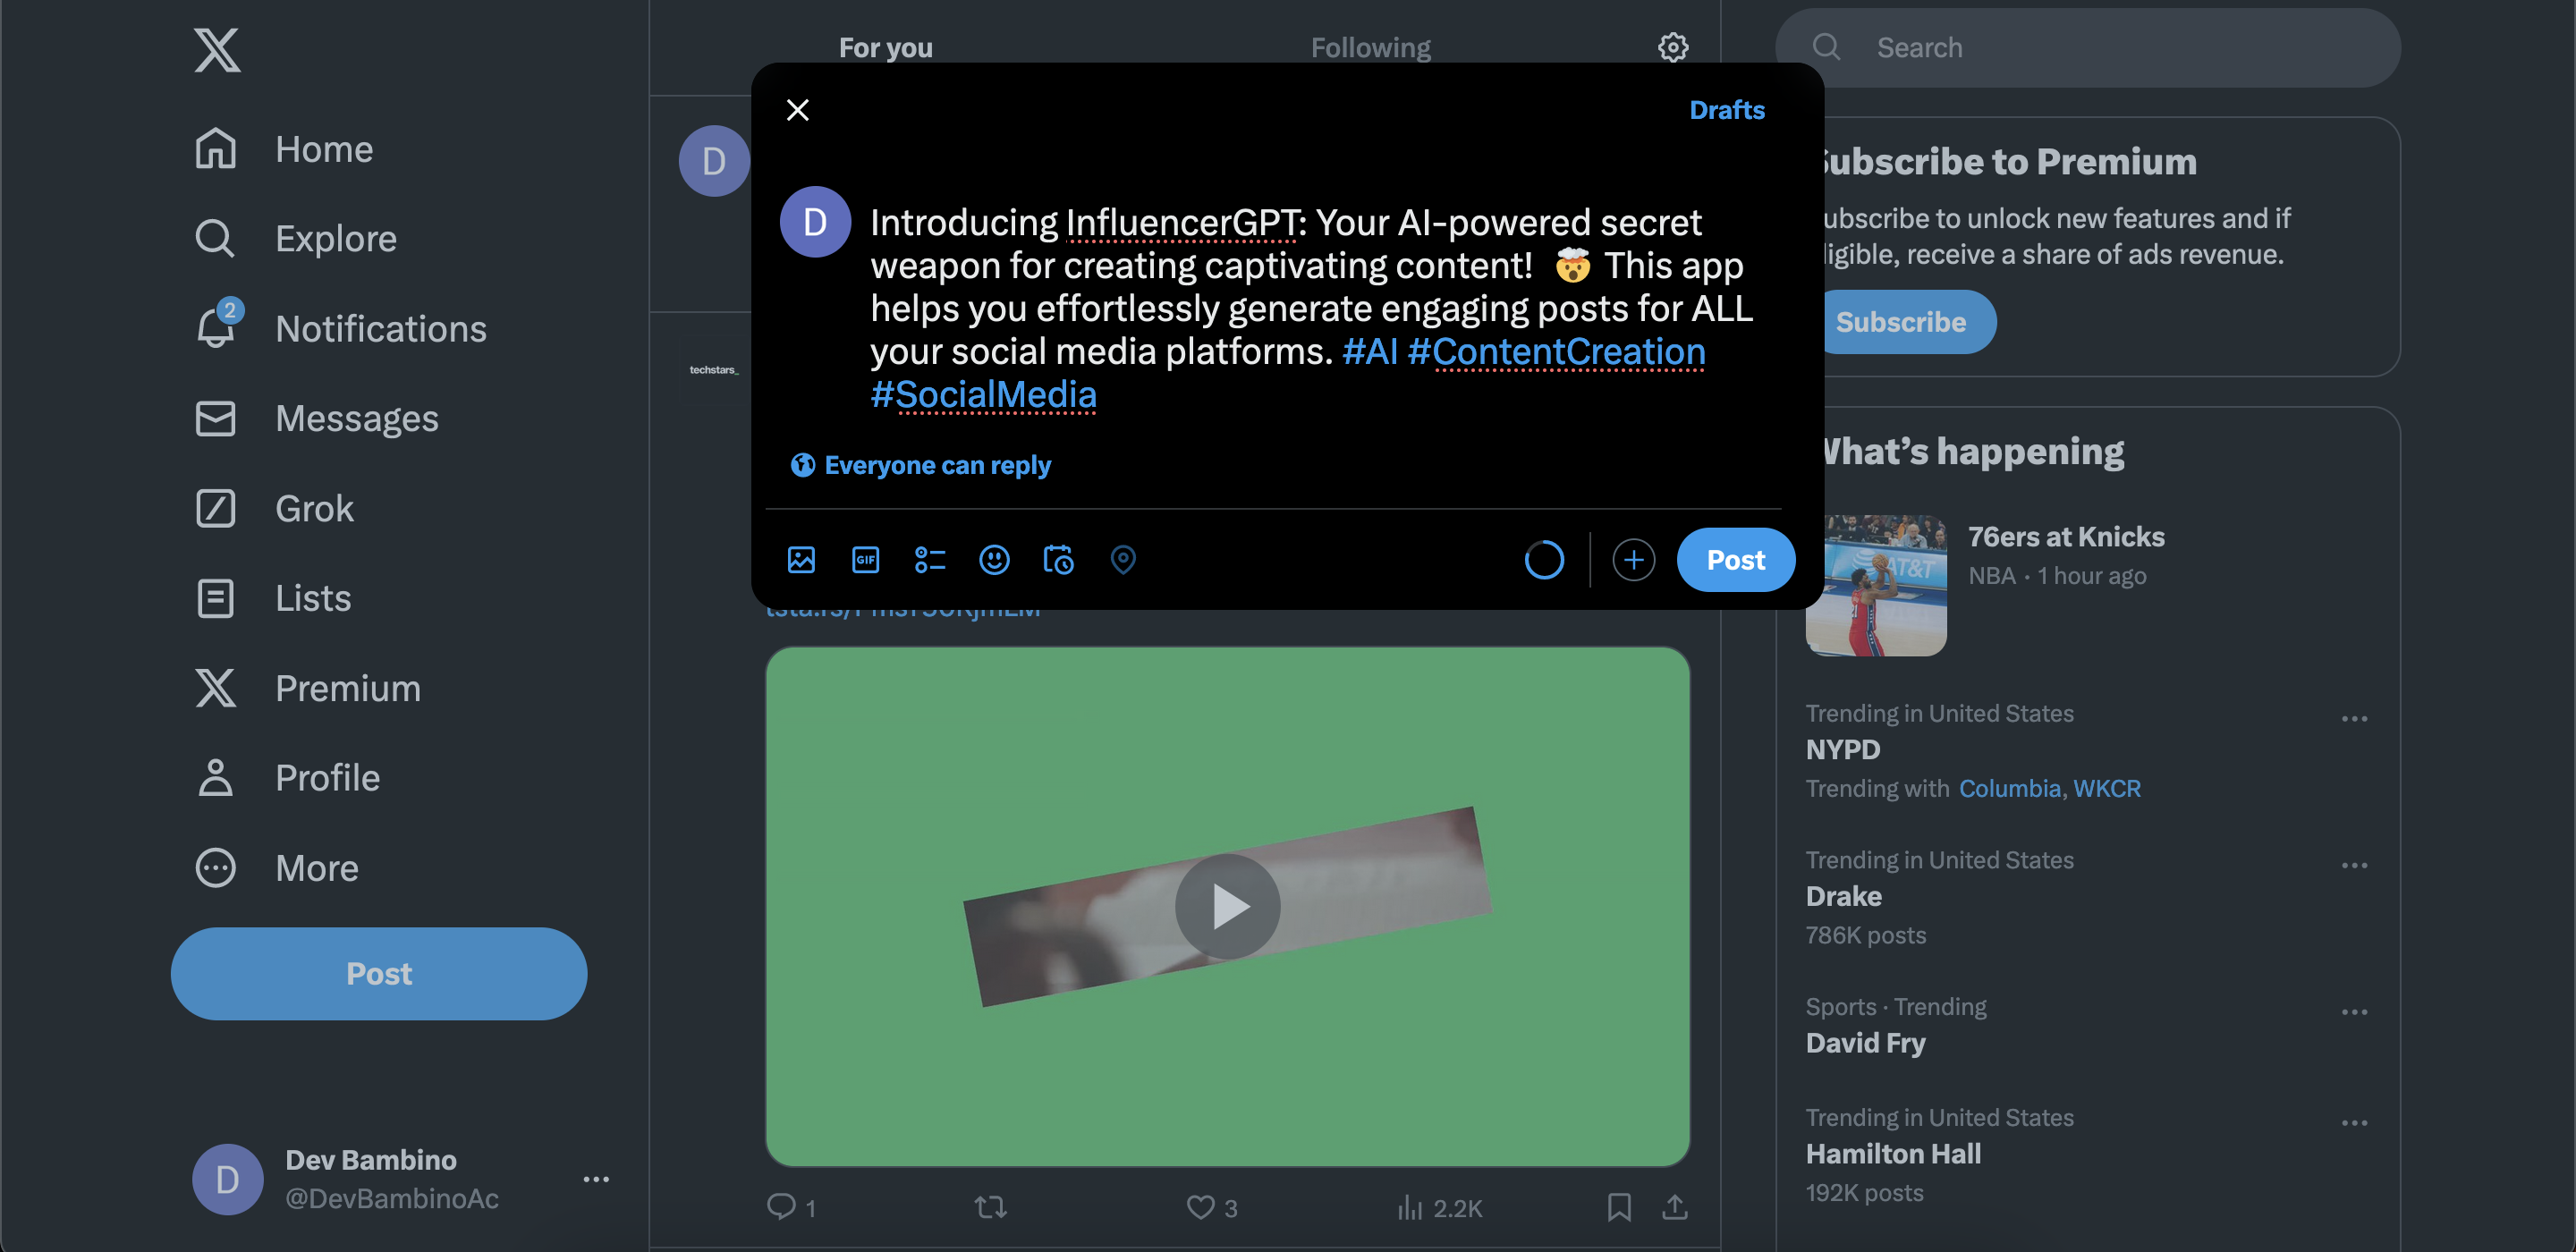 Home
Explore
2
Notifications
Messages
Grok
Lists
Premium
Profile
More
Post
D
Dev Bambino
@DevBambinoAc
For you
Following
D
techstars_
Drafts
D
Introducing InfluencerGPT: Your AI-powered secret
weapon for creating captivating content! 🤯 This app
helps you effortlessly generate engaging posts for ALL
your social media platforms. #AI #ContentCreation
#SocialMedia
Everyone can reply
GIF
Post
1
3
2.2K
Search
Subscribe to Premium
ubscribe to unlock new features and if
ligible, receive a share of ads revenue.
Subscribe
What's happening
AT&T
76ers at Knicks
NBA · 1 hour ago
Trending in United States
NYPD
Trending with Columbia, WKCR
Trending in United States
Drake
786K posts
Sports · Trending
David Fry
Trending in United States
Hamilton Hall
192K posts